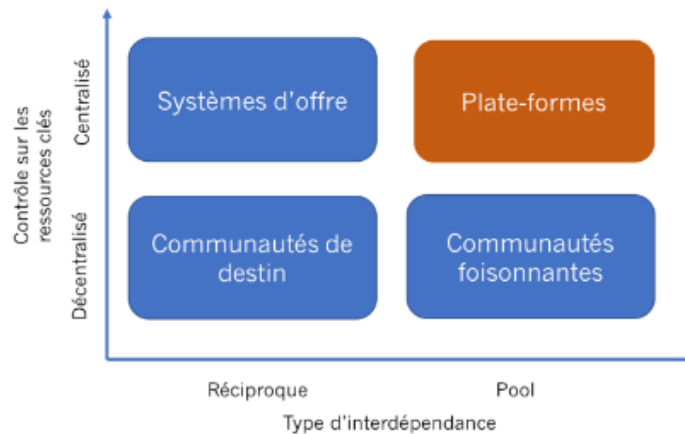 Contrôle sur les
ressources clés
Centralisé
Décentralisé
Systèmes d'offre
Plate-formes
Communautés de
destin
Communautés
foisonnantes
Réciproque
Pool
Type d'interdépendance